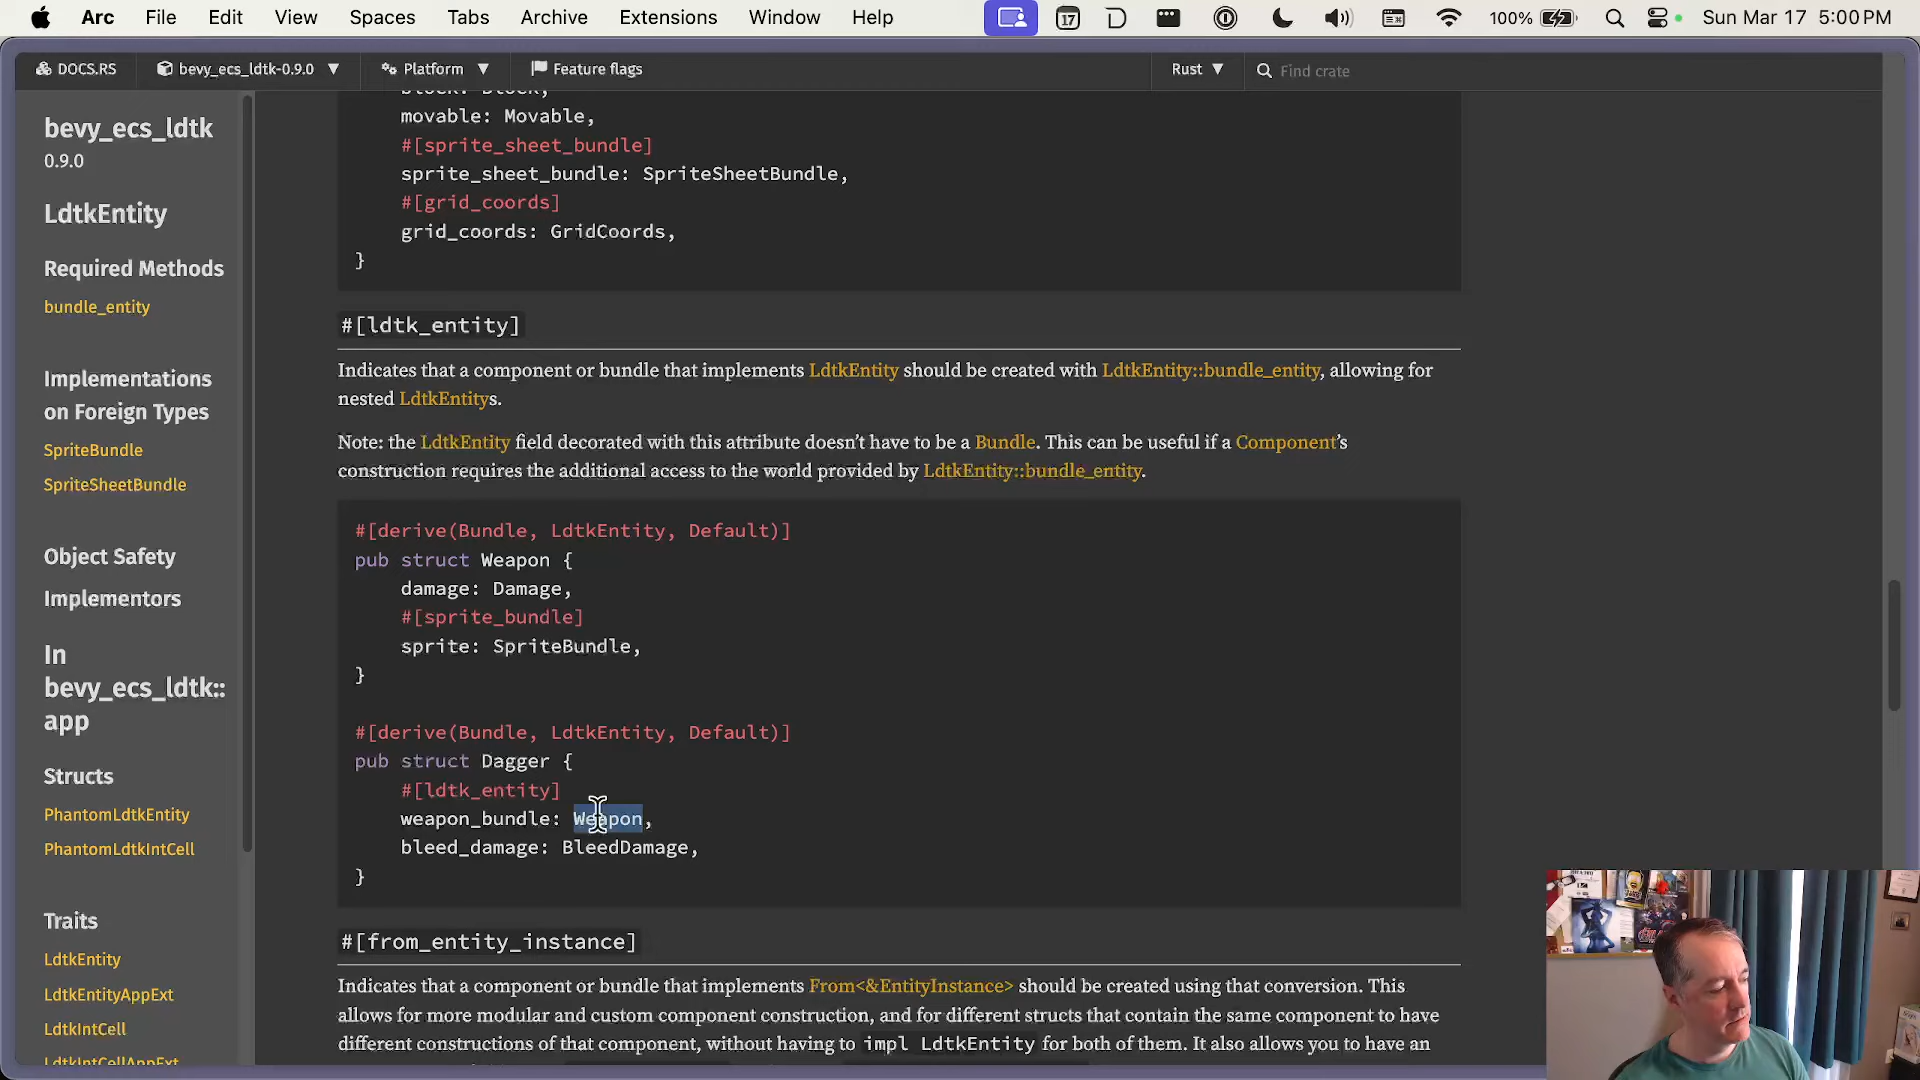 Arc File Edit View Spaces Tabs Archive Extensions Window Help 17 100% Sun Mar 17 5:00 PM
DOCS.RS bevy_ecs_ldtk-0.9.0 ▼ Platform ▼ Feature flags Rust ▼ Find crate
bevy_ecs_ldtk
0.9.0
LdtkEntity
Required Methods
bundle_entity
Implementations
on Foreign Types
SpriteBundle
SpriteSheetBundle
Object Safety
Implementors
In
bevy_ecs_ldtk::
app
Structs
PhantomLdtkEntity
PhantomLdtkIntCell
Traits
LdtkEntity
LdtkEntityAppExt
LdtkIntCell
LdtkIntCellAppExt
block: Block,
movable: Movable,
#[sprite_sheet_bundle]
sprite_sheet_bundle: SpriteSheetBundle,
#[grid_coords]
grid_coords: GridCoords,
}
#[ldtk_entity]
Indicates that a component or bundle that implements LdtkEntity should be created with LdtkEntity::bundle_entity, allowing for
nested LdtkEntitys.
Note: the LdtkEntity field decorated with this attribute doesn’t have to be a Bundle. This can be useful if a Component’s
construction requires the additional access to the world provided by LdtkEntity::bundle_entity.
#[derive(Bundle, LdtkEntity, Default)]
pub struct Weapon {
damage: Damage,
#[sprite_bundle]
sprite: SpriteBundle,
}
#[derive(Bundle, LdtkEntity, Default)]
pub struct Dagger {
#[ldtk_entity]
weapon_bundle: Weapon,
bleed_damage: BleedDamage,
}
#[from_entity_instance]
Indicates that a component or bundle that implements From<&EntityInstance> should be created using that conversion. This
allows for more modular and custom component construction, and for different structs that contain the same component to have
different constructions of that component, without having to impl LdtkEntity for both of them. It also allows you to have an